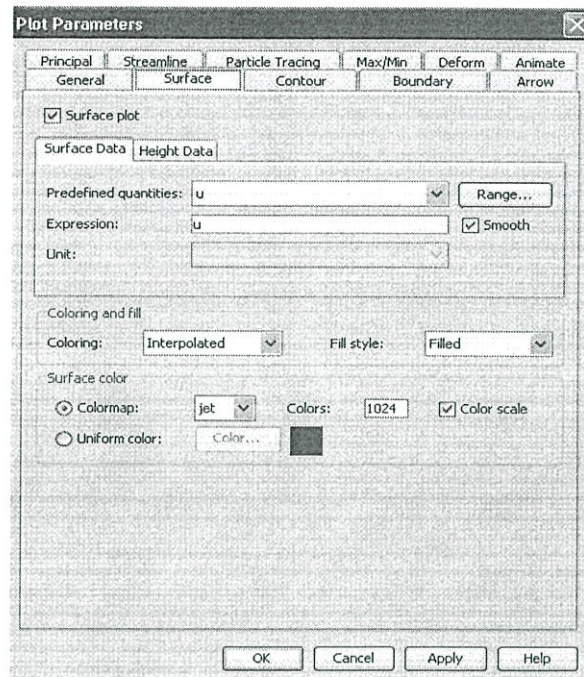 Plot Parameters
Principal Streamline Particle Tracing Max/Min Deform Animate
General Surface Contour Boundary Arrow
Surface plot
Surface Data Height Data
Predefined quantities: u Range...
Expression: u Smooth
Unit:
Coloring and fill
Coloring: Interpolated Fill style: Filled
Surface color
Colormap: jet Colors: 1024 Color scale
Uniform color: Color...
OK Cancel Apply Help